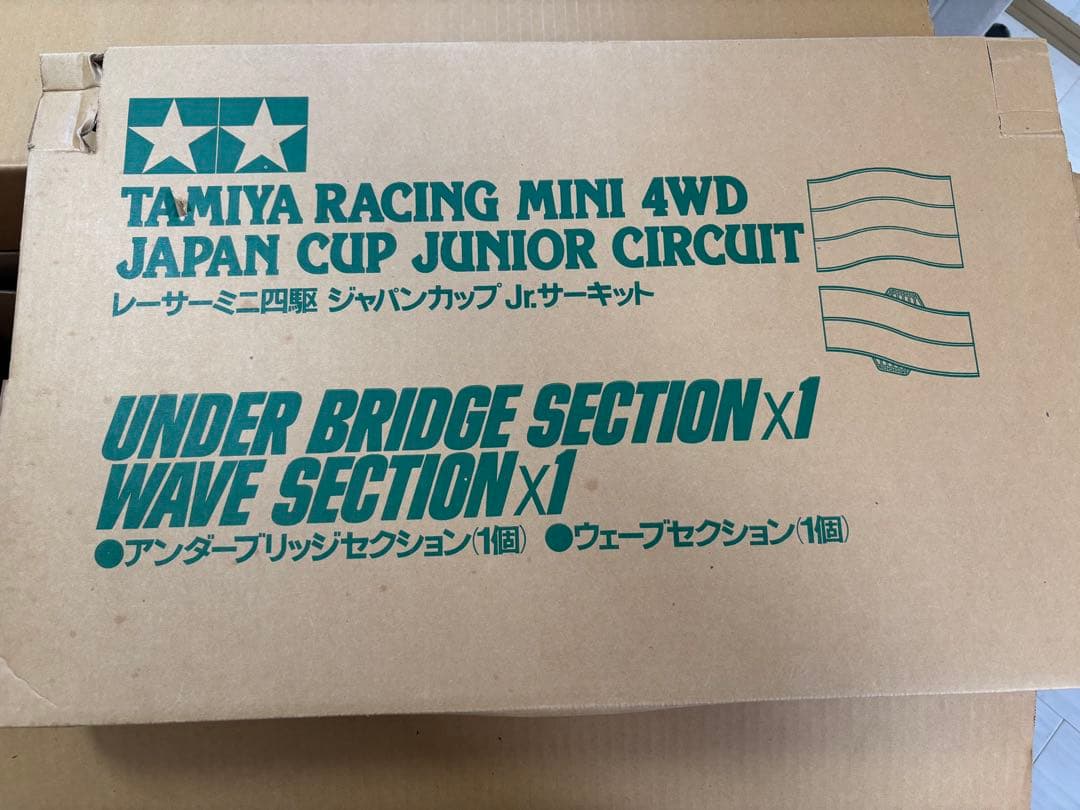 TAMIYA RACING MINI 4WD
JAPAN CUP JUNIOR CIRCUIT
レーサーミニ四駆 ジャパンカップ Jr.サーキット
UNDER BRIDGE SECTION x1
WAVE SECTION x1
●アンダーブリッジセクション(1個) ●ウェーブセクション(1個)